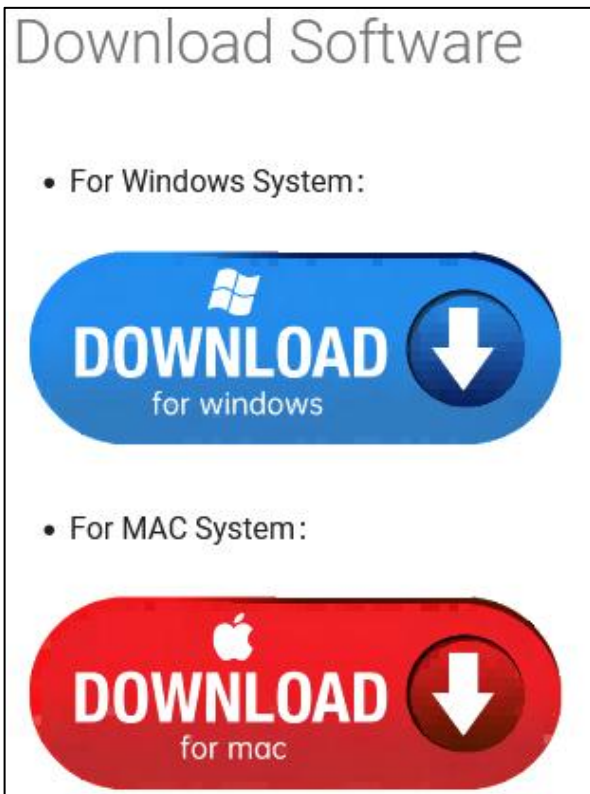 Download Software
• For Windows System:
DOWNLOAD
for windows
• For MAC System:
DOWNLOAD
for mac